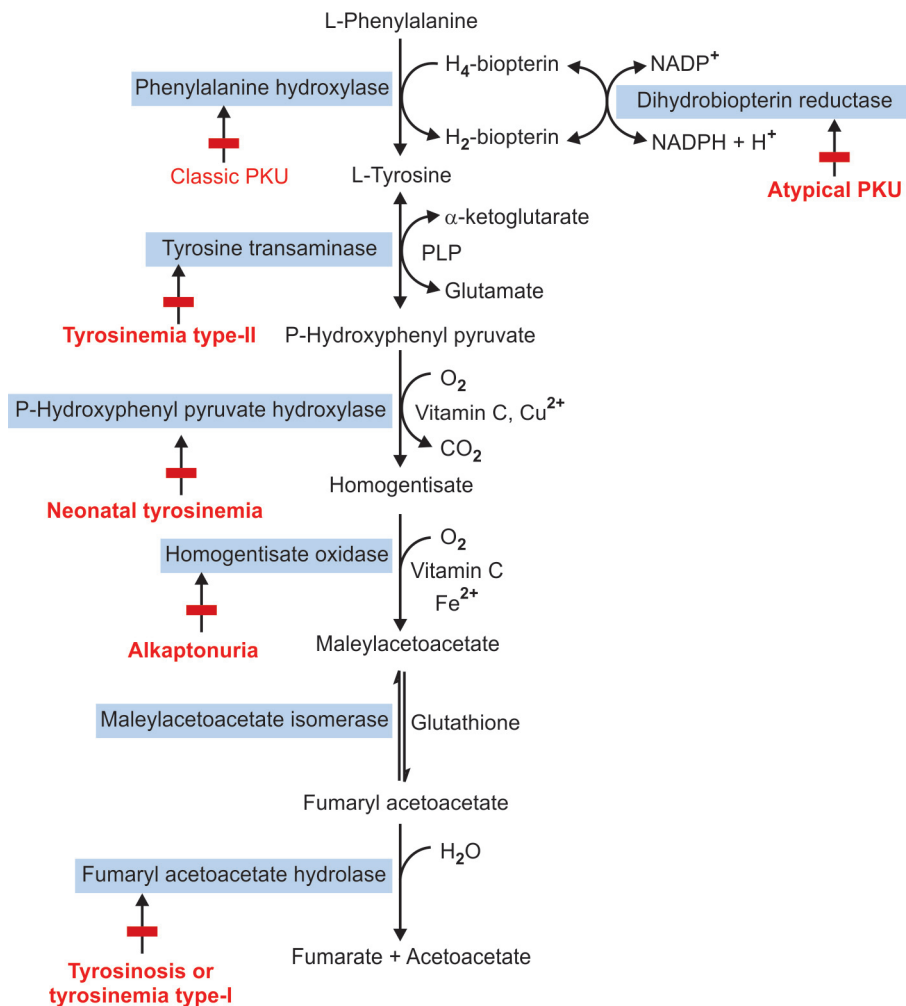 L-Phenylalanine
H4-biopterin
NADP+
Phenylalanine hydroxylase
Dihydrobiopterin reductase
H2-biopterin
NADPH + H+
Classic PKU
L-Tyrosine
Atypical PKU
α-ketoglutarate
Tyrosine transaminase
PLP
Glutamate
Tyrosinemia type-II
P-Hydroxyphenyl pyruvate
O2
P-Hydroxyphenyl pyruvate hydroxylase
Vitamin C, Cu2+
CO2
Homogentisate
Neonatal tyrosinemia
O2
Homogentisate oxidase
Vitamin C
Fe2+
Alkaptonuria
Maleylacetoacetate
Maleylacetoacetate isomerase
Glutathione
Fumaryl acetoacetate
H2O
Fumaryl acetoacetate hydrolase
Fumarate + Acetoacetate
Tyrosinosis or
tyrosinemia type-I